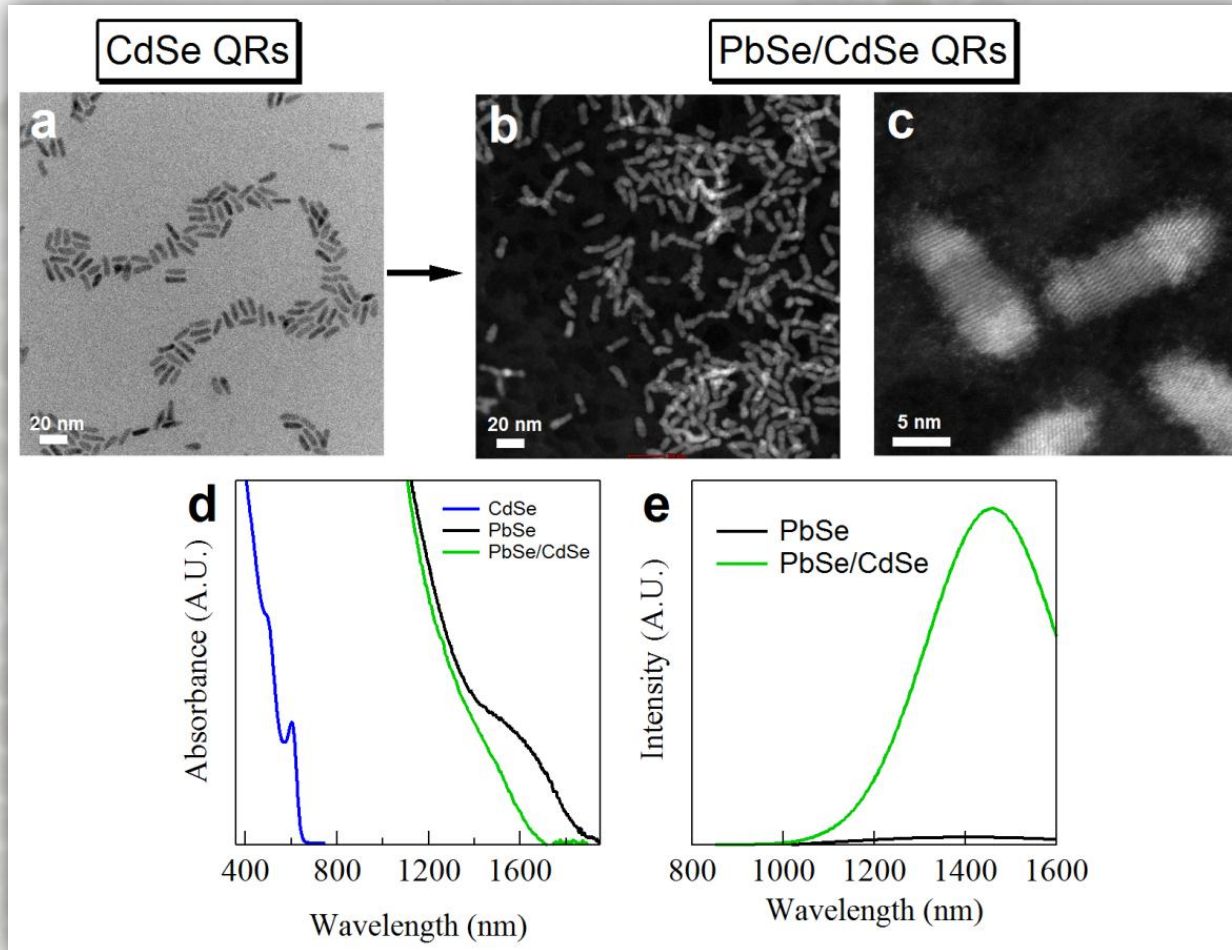 CdSe QRs
PbSe/CdSe QRs
a
20 nm
b
20 nm
c
5 nm
d
CdSe
PbSe
PbSe/CdSe
Absorbance (A.U.)
400 800 1200 1600
Wavelength (nm)
e
PbSe
PbSe/CdSe
Intensity (A.U.)
800 1000 1200 1400 1600
Wavelength (nm)